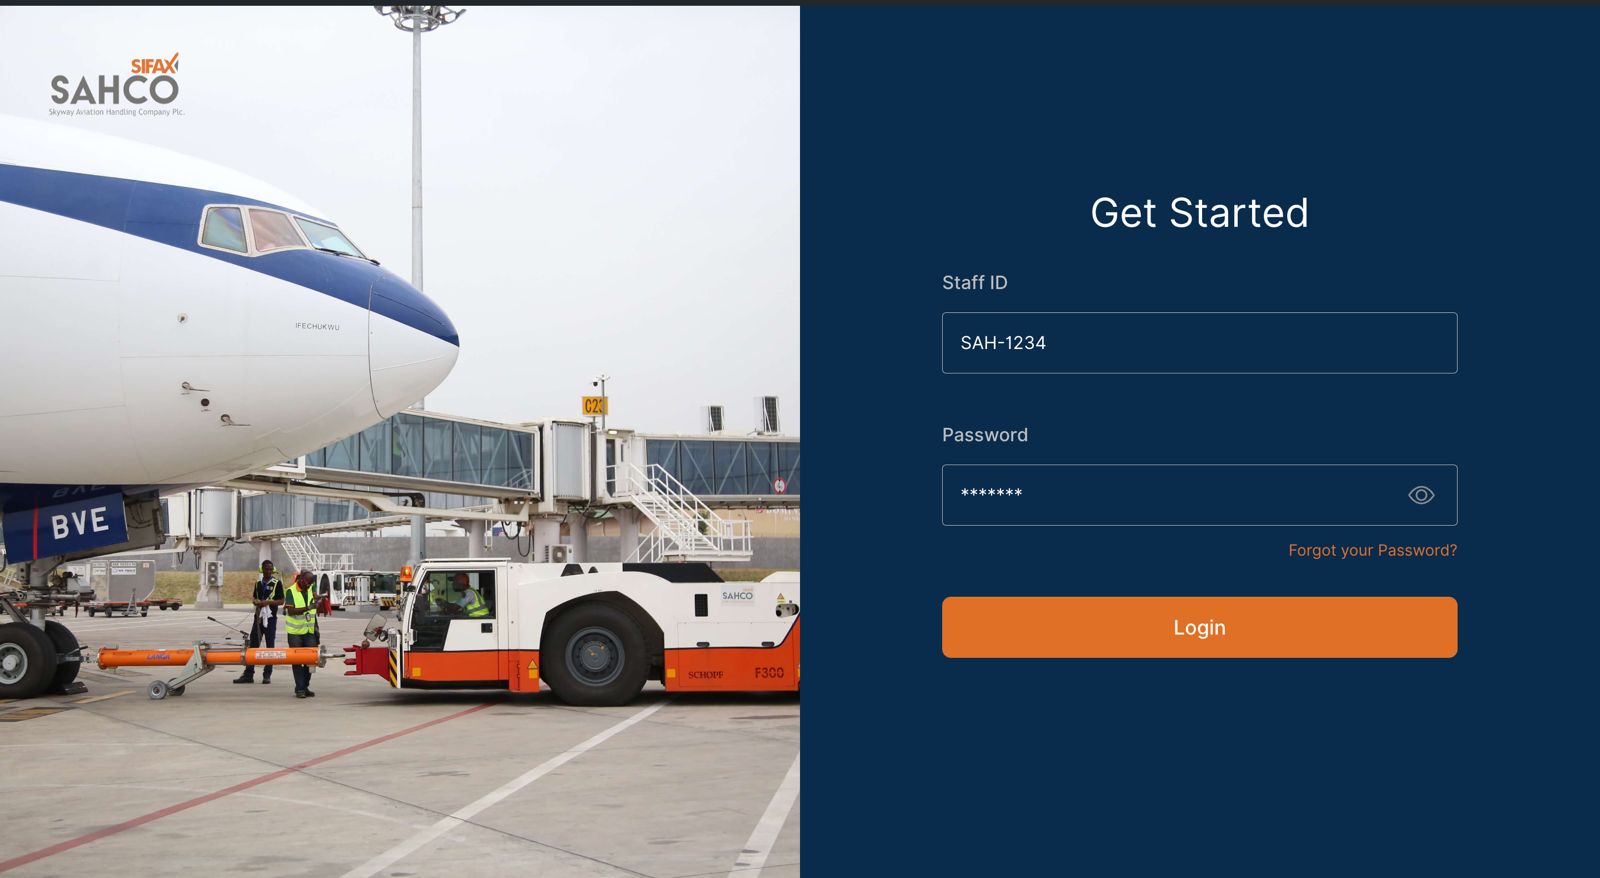 SIFAX
SAHCO
Skyway Aviation Handling Company Plc.
IFECHUKWU
C23
BVE
LANGA
SAHCO
SCHOPF
F300
Get Started
Staff ID
SAH-1234
Password
*******
Forgot your Password?
Login